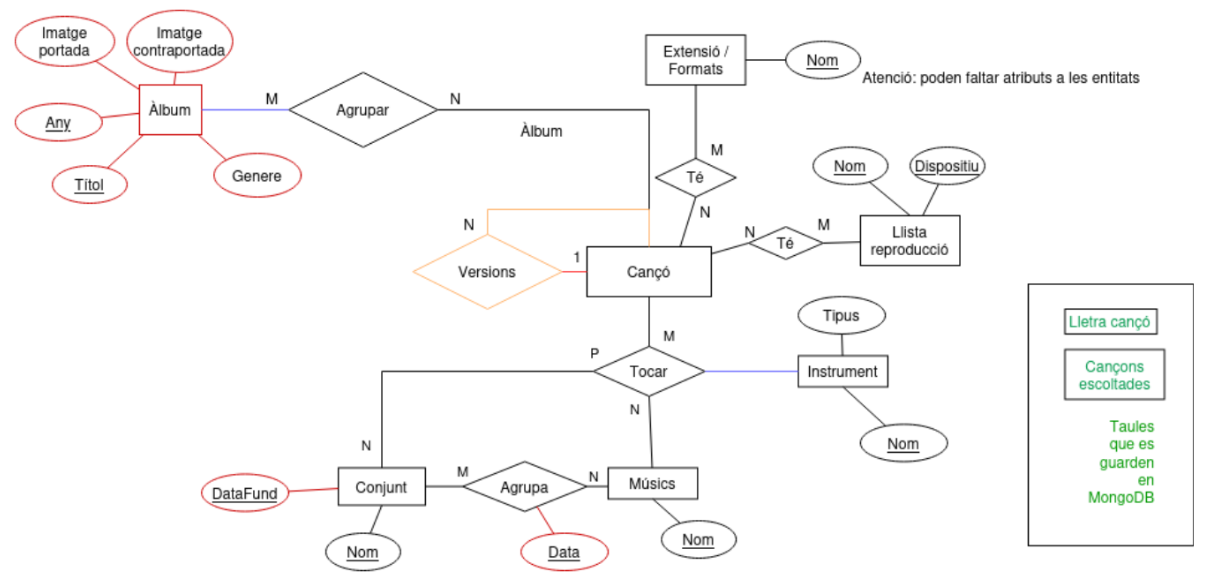 Imatge
portada
Imatge
contraportada
Àlbum
Any
Títol
Genere
M
Agrupar
N
Àlbum
Extensió /
Formats
Nom
Atenció: poden faltar atributs a les entitats
M
Té
N
Nom
Dispositiu
N
Té
M
Llista
reproducció
N
Versions
1
Cançó
M
P
Tocar
N
Tipus
Instrument
Nom
N
Conjunt
DataFund
Nom
M
Agrupa
N
Data
Músics
Nom
Lletra cançó
Cançons
escoltades
Taules
que es
guarden
en
MongoDB